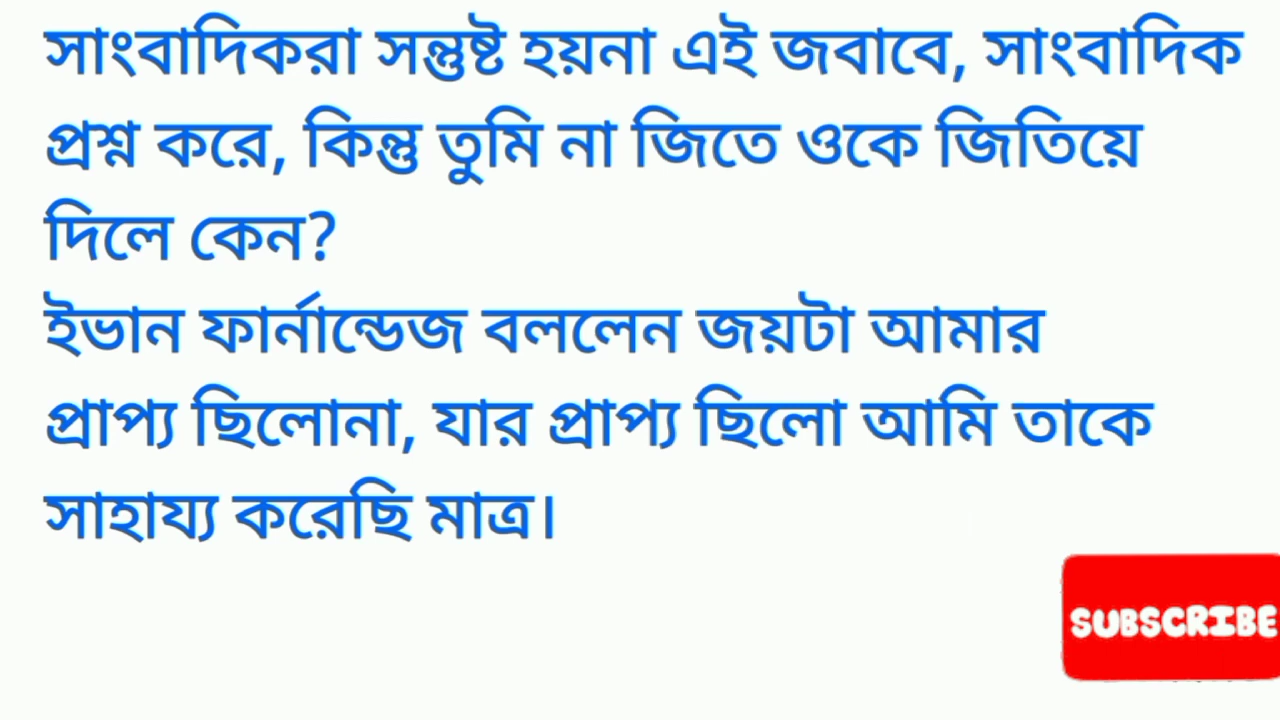 সাংবাদিকরা সন্তুষ্ট হয়না এই জবাবে, সাংবাদিক
প্রশ্ন করে, কিন্তু তুমি না জিতে ওকে জিতিয়ে
দিলে কেন?
ইভান ফার্নান্ডেজ বললেন জয়টা আমার
প্রাপ্য ছিলোনা, যার প্রাপ্য ছিলো আমি তাকে
সাহায্য করেছি মাত্র।
SUBSCRIBE